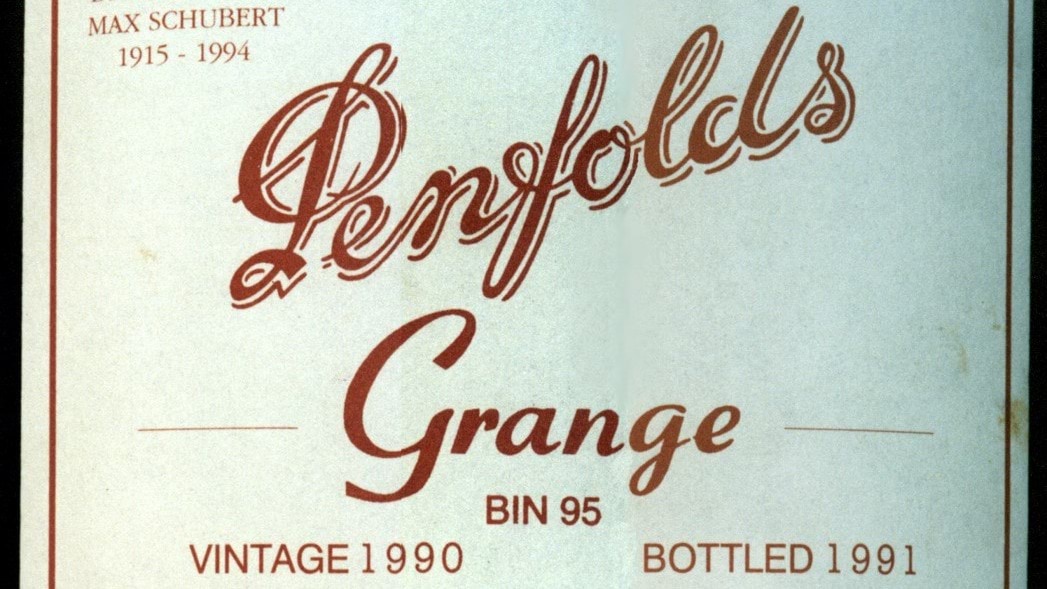 MAX SCHUBERT
1915 - 1994
Penfolds
Grange
BIN 95
VINTAGE 1990 BOTTLED 1991